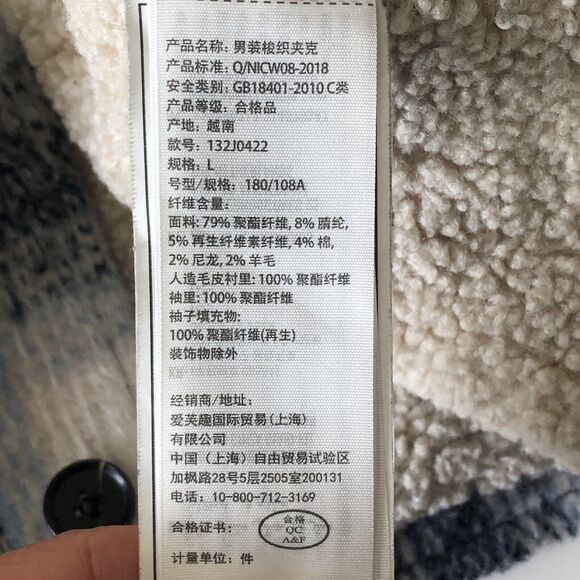 产品名称: 男装梭织夹克
产品标准: Q/NICW08-2018
安全类别: GB18401-2010 C类
产品等级: 合格品
产地: 越南
款号: 132J0422
规格: L
号型/规格: 180/108A
纤维含量:
面料: 79% 聚酯纤维, 8% 腈纶,
5% 再生纤维素纤维, 4% 棉,
2% 尼龙, 2% 羊毛
人造毛皮衬里: 100% 聚酯纤维
袖里: 100% 聚酯纤维
袖子填充物:
100% 聚酯纤维(再生)
装饰物除外
经销商/地址:
爱芙趣国际贸易(上海)
有限公司
中国（上海）自由贸易试验区
加枫路28号5层2505室200131
电话: 10-800-712-3169
合格证书:
合格
QC
A&F
计量单位: 件